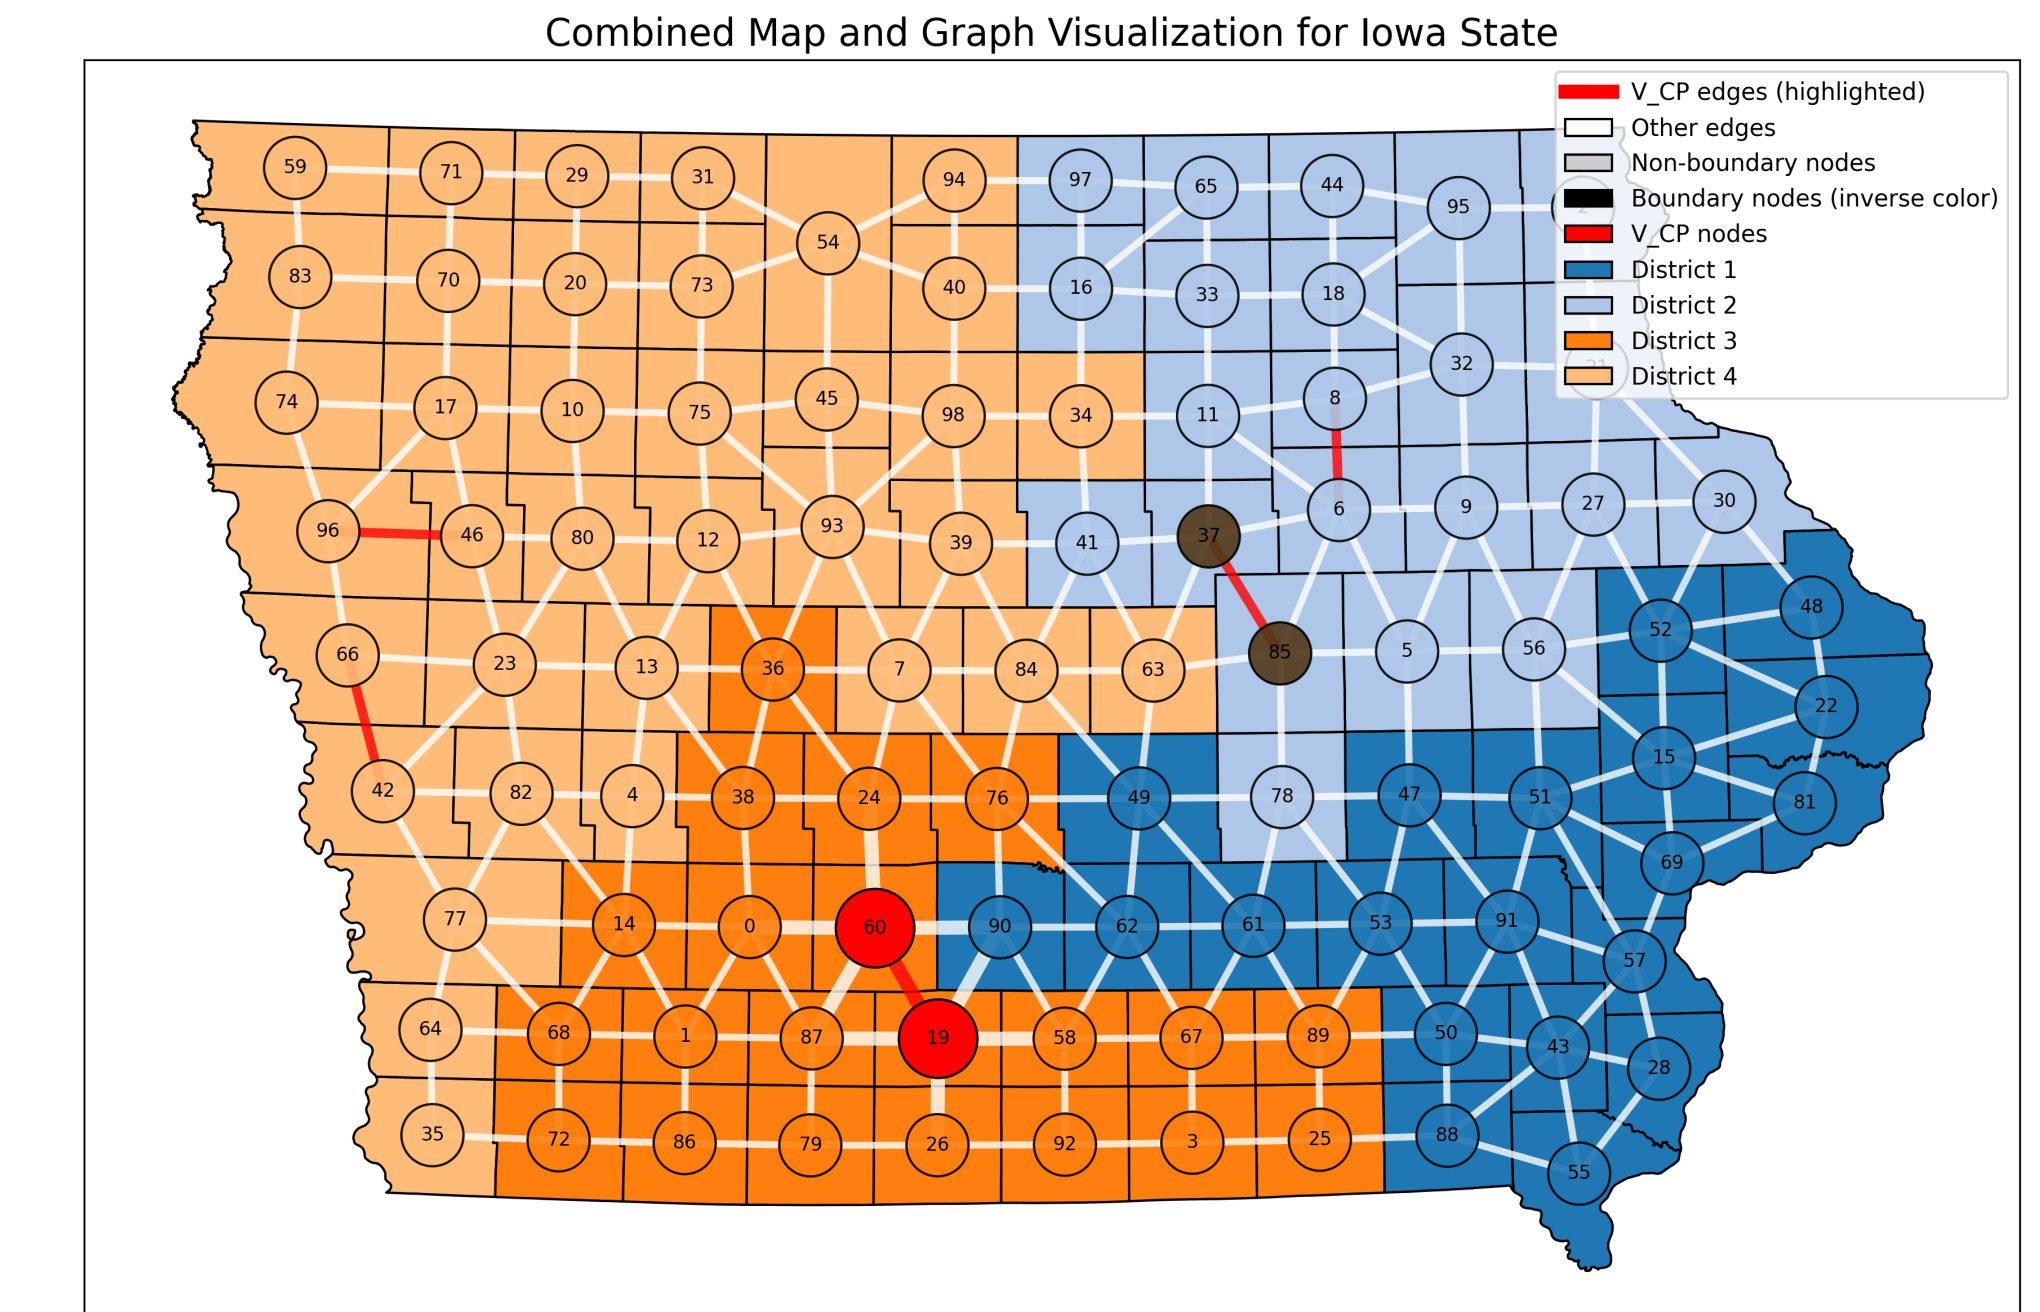 Combined Map and Graph Visualization for Iowa State
V_CP edges (highlighted)
Other edges
Non-boundary nodes
Boundary nodes (inverse color)
V_CP nodes
District 1
District 2
District 3
District 4
59 71 29 31 94 97 65 44 95 2
54
83 70 20 73 40 16 33 18
74 17 10 75 45 98 34 11 8 32 21
96 46 80 12 93 39 41 37 6 9 27 30
66 23 13 36 7 84 63 85 5 56 52 48
22
42 82 4 38 24 76 49 78 47 51 15 81
69
77 14 0 60 90 62 61 53 91 57
64 68 1 87 19 58 67 89 50 43 28
35 72 86 79 26 92 3 25 88 55